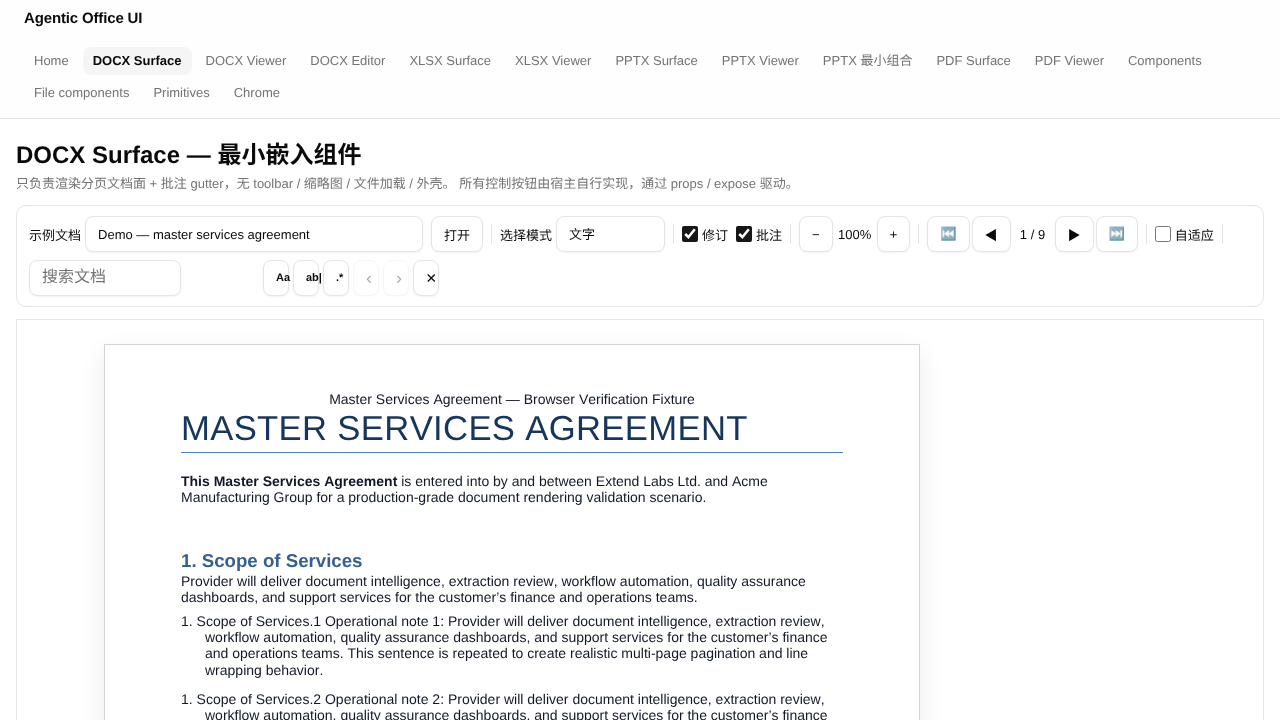 Agentic Office UI
Home DOCX Surface DOCX Viewer DOCX Editor XLSX Surface XLSX Viewer PPTX Surface PPTX Viewer PPTX 最小组合 PDF Surface PDF Viewer Components
File components Primitives Chrome
DOCX Surface — 最小嵌入组件
只负责渲染分页文档面 + 批注 gutter，无 toolbar / 缩略图 / 文件加载 / 外壳。 所有控制按钮由宿主自行实现，通过 props / expose 驱动。
示例文档 Demo — master services agreement 打开 选择模式 文字 修订 批注 − 100% + ⏮ ◀ 1 / 9 ▶ ⏭ 自适应
搜索文档 Aa ab| .* ‹ › ✕
Master Services Agreement — Browser Verification Fixture
MASTER SERVICES AGREEMENT
This Master Services Agreement is entered into by and between Extend Labs Ltd. and Acme
Manufacturing Group for a production-grade document rendering validation scenario.
1. Scope of Services
Provider will deliver document intelligence, extraction review, workflow automation, quality assurance
dashboards, and support services for the customer’s finance and operations teams.
1. Scope of Services.1 Operational note 1: Provider will deliver document intelligence, extraction review,
workflow automation, quality assurance dashboards, and support services for the customer’s finance
and operations teams. This sentence is repeated to create realistic multi-page pagination and line
wrapping behavior.
1. Scope of Services.2 Operational note 2: Provider will deliver document intelligence, extraction review,
workflow automation, quality assurance dashboards, and support services for the customer’s finance